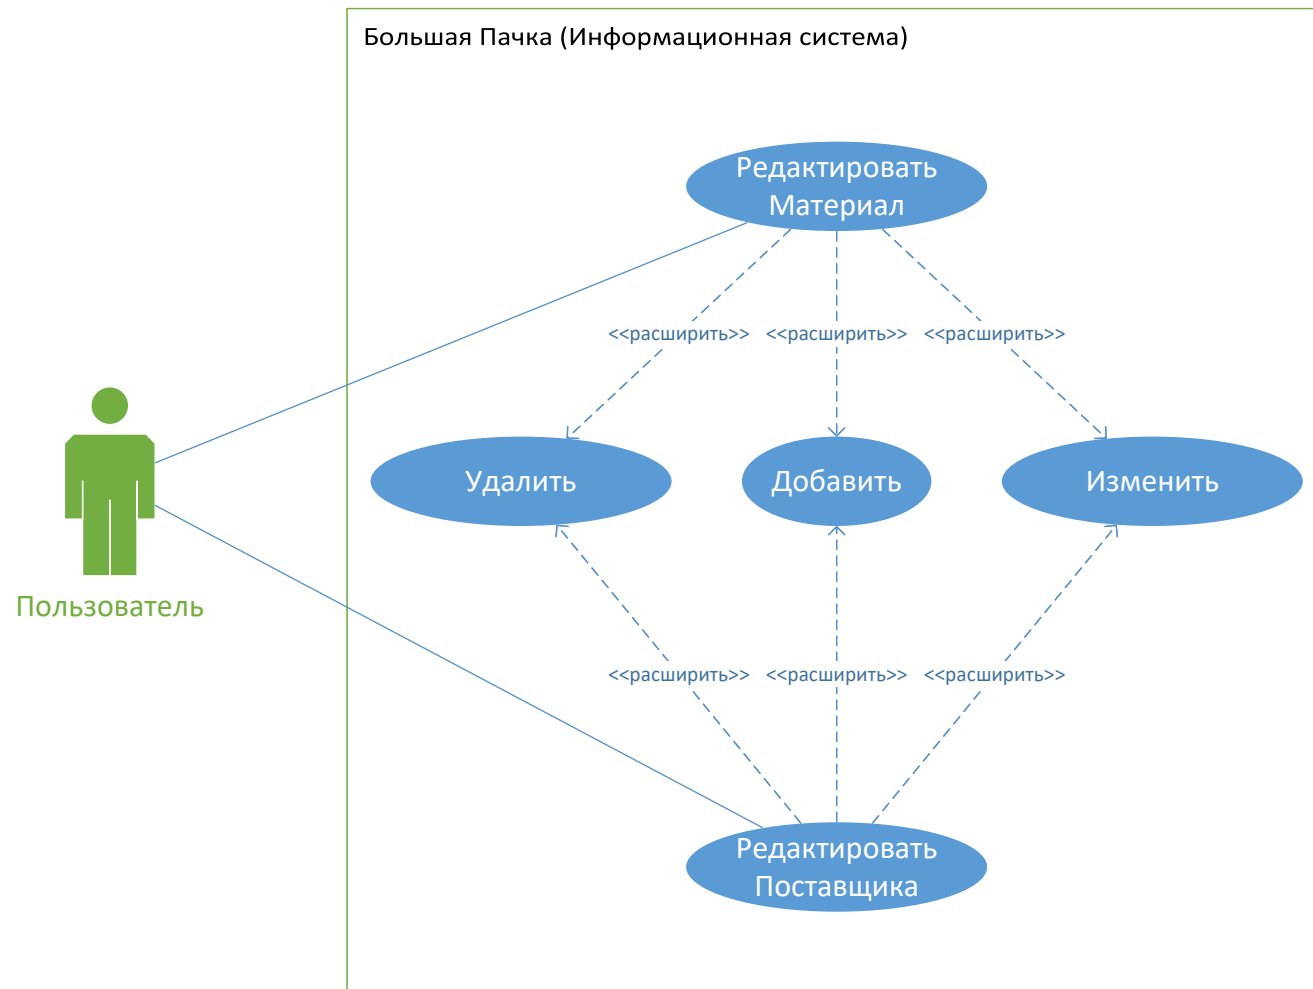 Большая Пачка (Информационная система)
Редактировать
Материал
<<расширить>> <<расширить>> <<расширить>>
Удалить
Добавить
Изменить
Пользователь
<<расширить>> <<расширить>> <<расширить>>
Редактировать
Поставщика